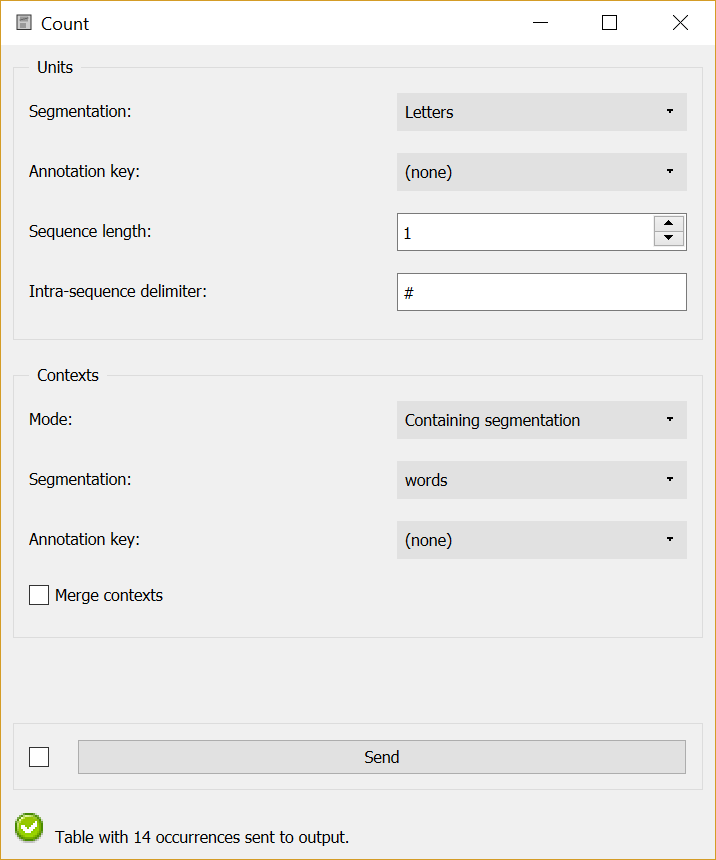 Count
Units
Segmentation: Letters
Annotation key: (none)
Sequence length: 1
Intra-sequence delimiter: #
Contexts
Mode: Containing segmentation
Segmentation: words
Annotation key: (none)
Merge contexts
Send
Table with 14 occurrences sent to output.